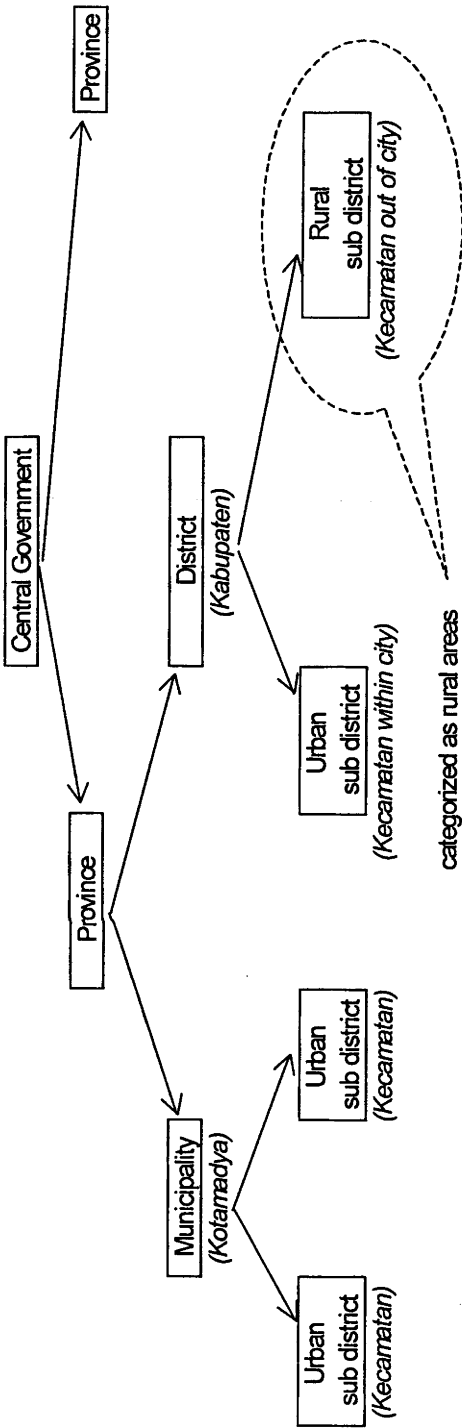 Central Government
Province
Province
Municipality
(Kotamadya)
District
(Kabupaten)
Urban
sub district
(Kecamatan)
Urban
sub district
(Kecamatan)
Urban
sub district
(Kecamatan within city)
Rural
sub district
(Kecamatan out of city)
categorized as rural areas